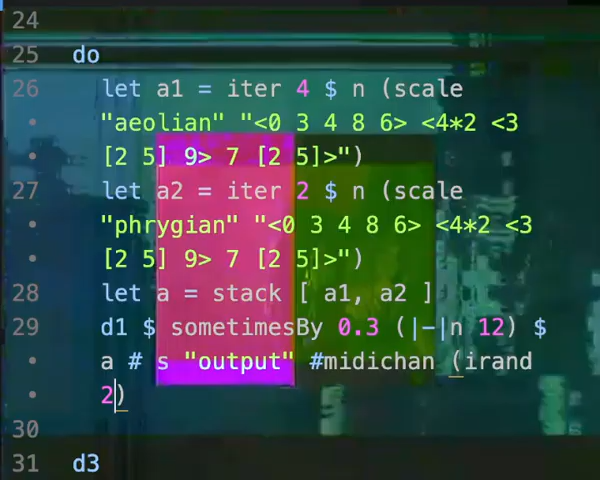 24
25 do
26 let a1 = iter 4 $ n (scale
• "aeolian" "<0 3 4 8 6> <4*2 <3
• [2 5] 9> 7 [2 5]>")
27 let a2 = iter 2 $ n (scale
• "phrygian" "<0 3 4 8 6> <4*2 <3
• [2 5] 9> 7 [2 5]>")
28 let a = stack [ a1, a2 ]
29 d1 $ sometimesBy 0.3 (|-|n 12) $
• a # s "output" #midichan (irand
• 2)
30
31 d3